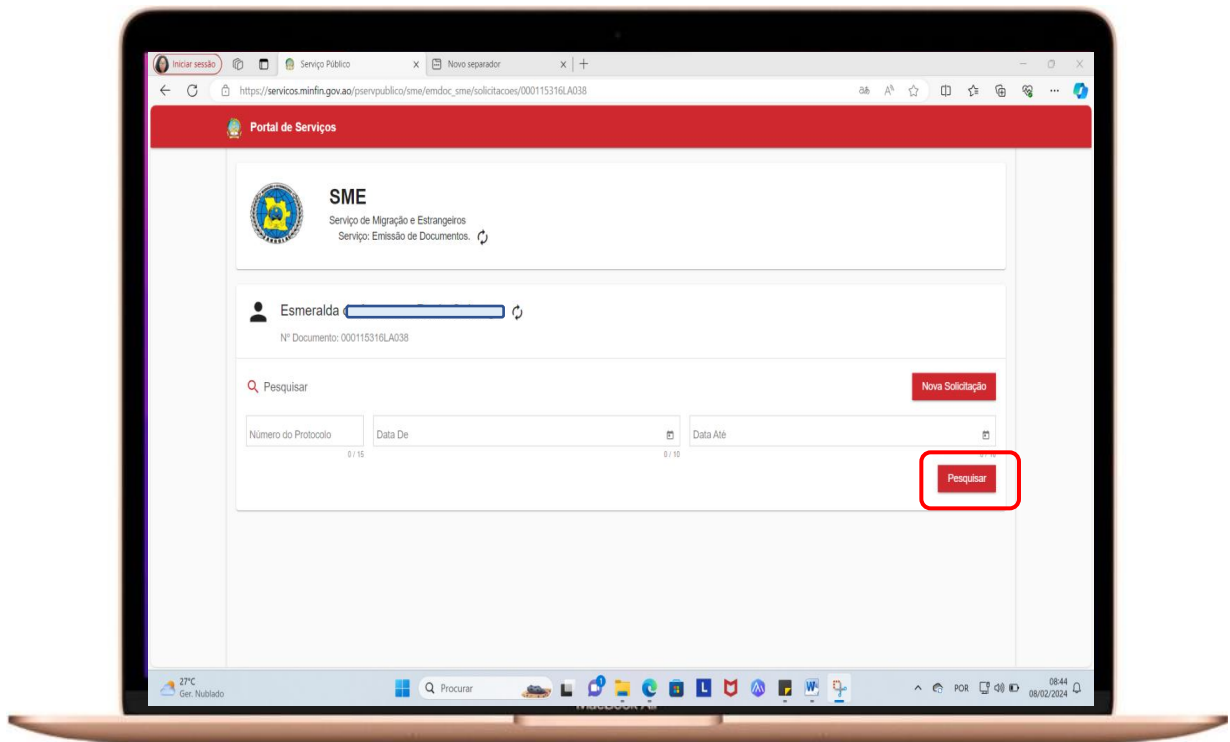 Iniciar sessão
Serviço Público
Novo separador
https://servicos.minfin.gov.ao/pservpublico/sme/emdoc_sme/solicitacoes/000115316LA038
Portal de Serviços
SME
Serviço de Migração e Estrangeiros
Serviço: Emissão de Documentos.
Esmeralda
Nº Documento: 000115316LA038
Pesquisar
Nova Solicitação
Número do Protocolo
Data De
Data Até
0 / 15
0 / 10
Pesquisar
27°C
Ger. Nublado
Procurar
POR
08:44
08/02/2024